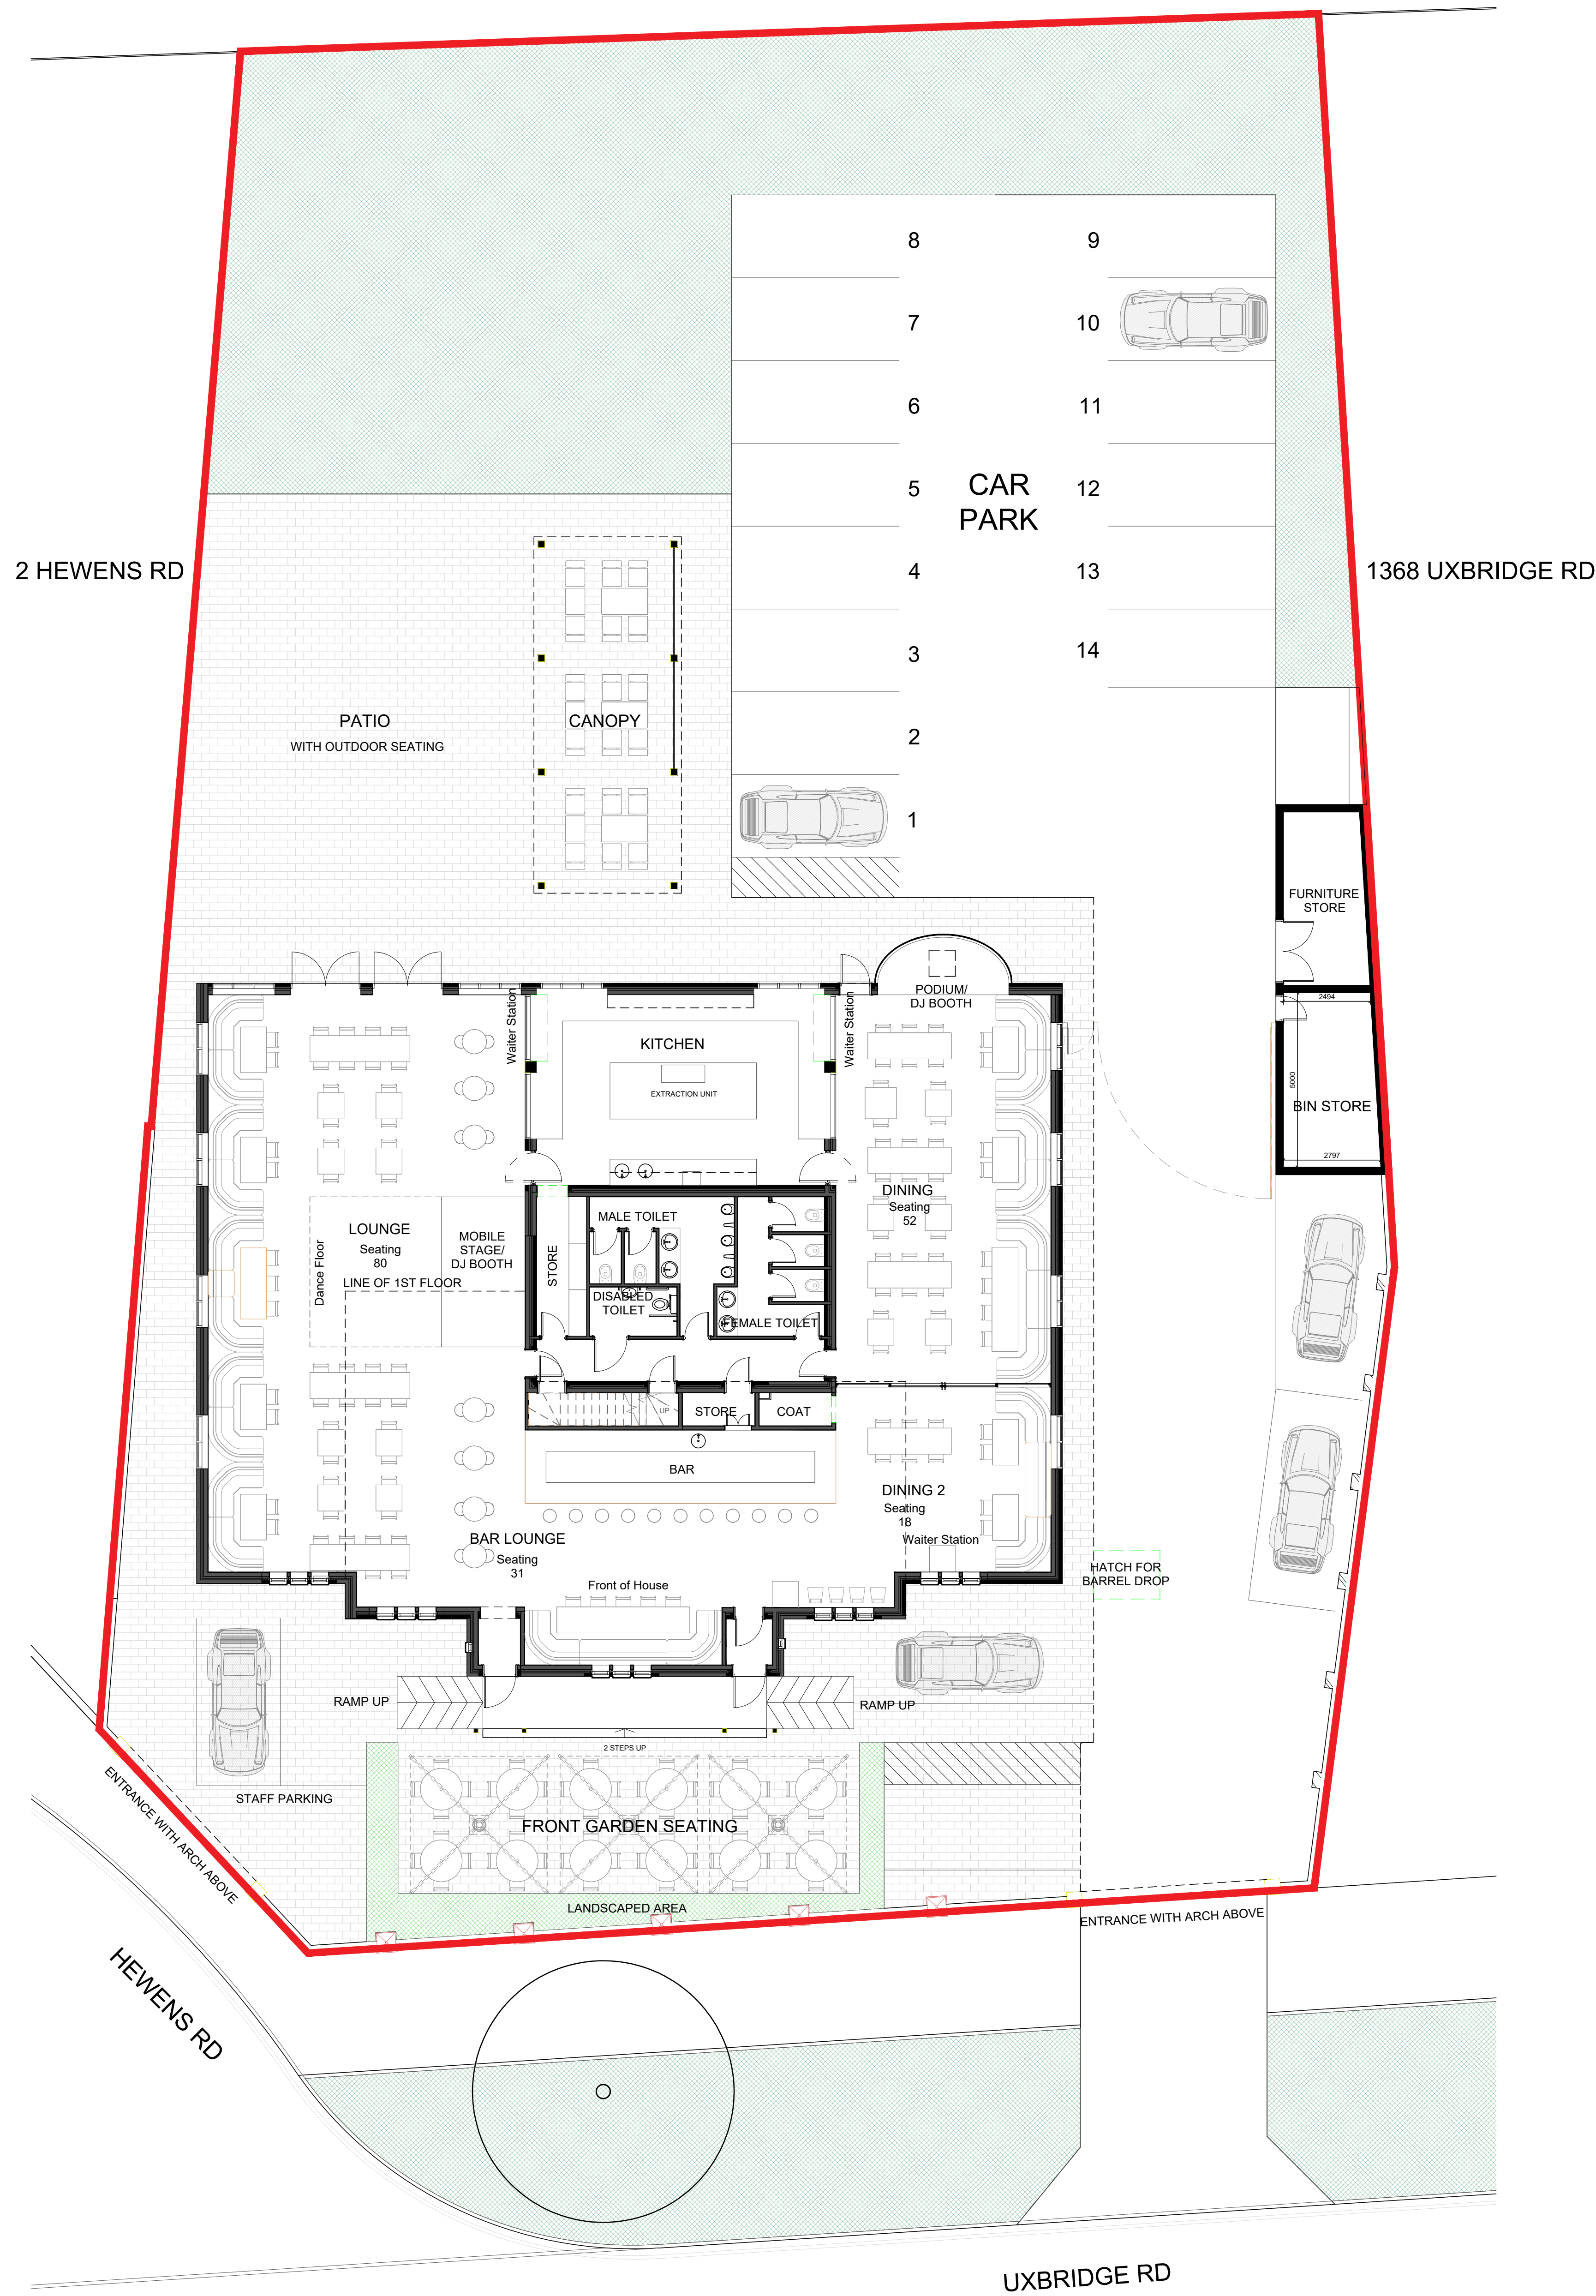 8
9
7
10
6
11
5
12
CAR
PARK
4
13
3
14
2
1
2 HEWENS RD
1368 UXBRIDGE RD
PATIO
WITH OUTDOOR SEATING
CANOPY
FURNITURE
STORE
2494
5000
BIN STORE
2797
PODIUM/
DJ BOOTH
Waiter Station
KITCHEN
Waiter Station
EXTRACTION UNIT
LOUNGE
Seating
80
Dance Floor
LINE OF 1ST FLOOR
MOBILE
STAGE/
DJ BOOTH
STORE
MALE TOILET
DISABLED
TOILET
FEMALE TOILET
DINING
Seating
52
UP
STORE
COAT
BAR
BAR LOUNGE
Seating
31
DINING 2
Seating
18
Waiter Station
Front of House
HATCH FOR
BARREL DROP
RAMP UP
RAMP UP
2 STEPS UP
STAFF PARKING
ENTRANCE WITH ARCH ABOVE
FRONT GARDEN SEATING
LANDSCAPED AREA
ENTRANCE WITH ARCH ABOVE
HEWENS RD
UXBRIDGE RD